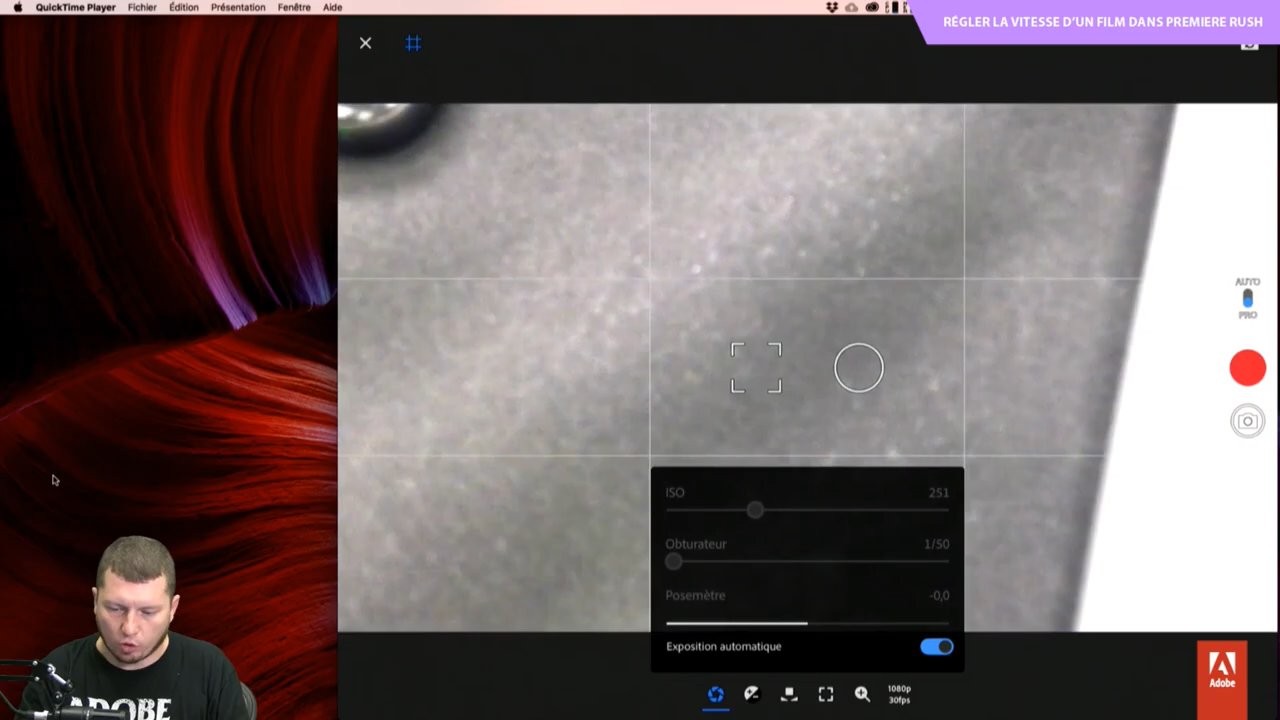 QuickTime Player Fichier Édition Présentation Fenêtre Aide
RÉGLER LA VITESSE D'UN FILM DANS PREMIERE RUSH
AUTO
PRO
ISO 251
Obturateur 1/50
Posemètre -0,0
Exposition automatique
1080p
30fps
ADOBE
Adobe